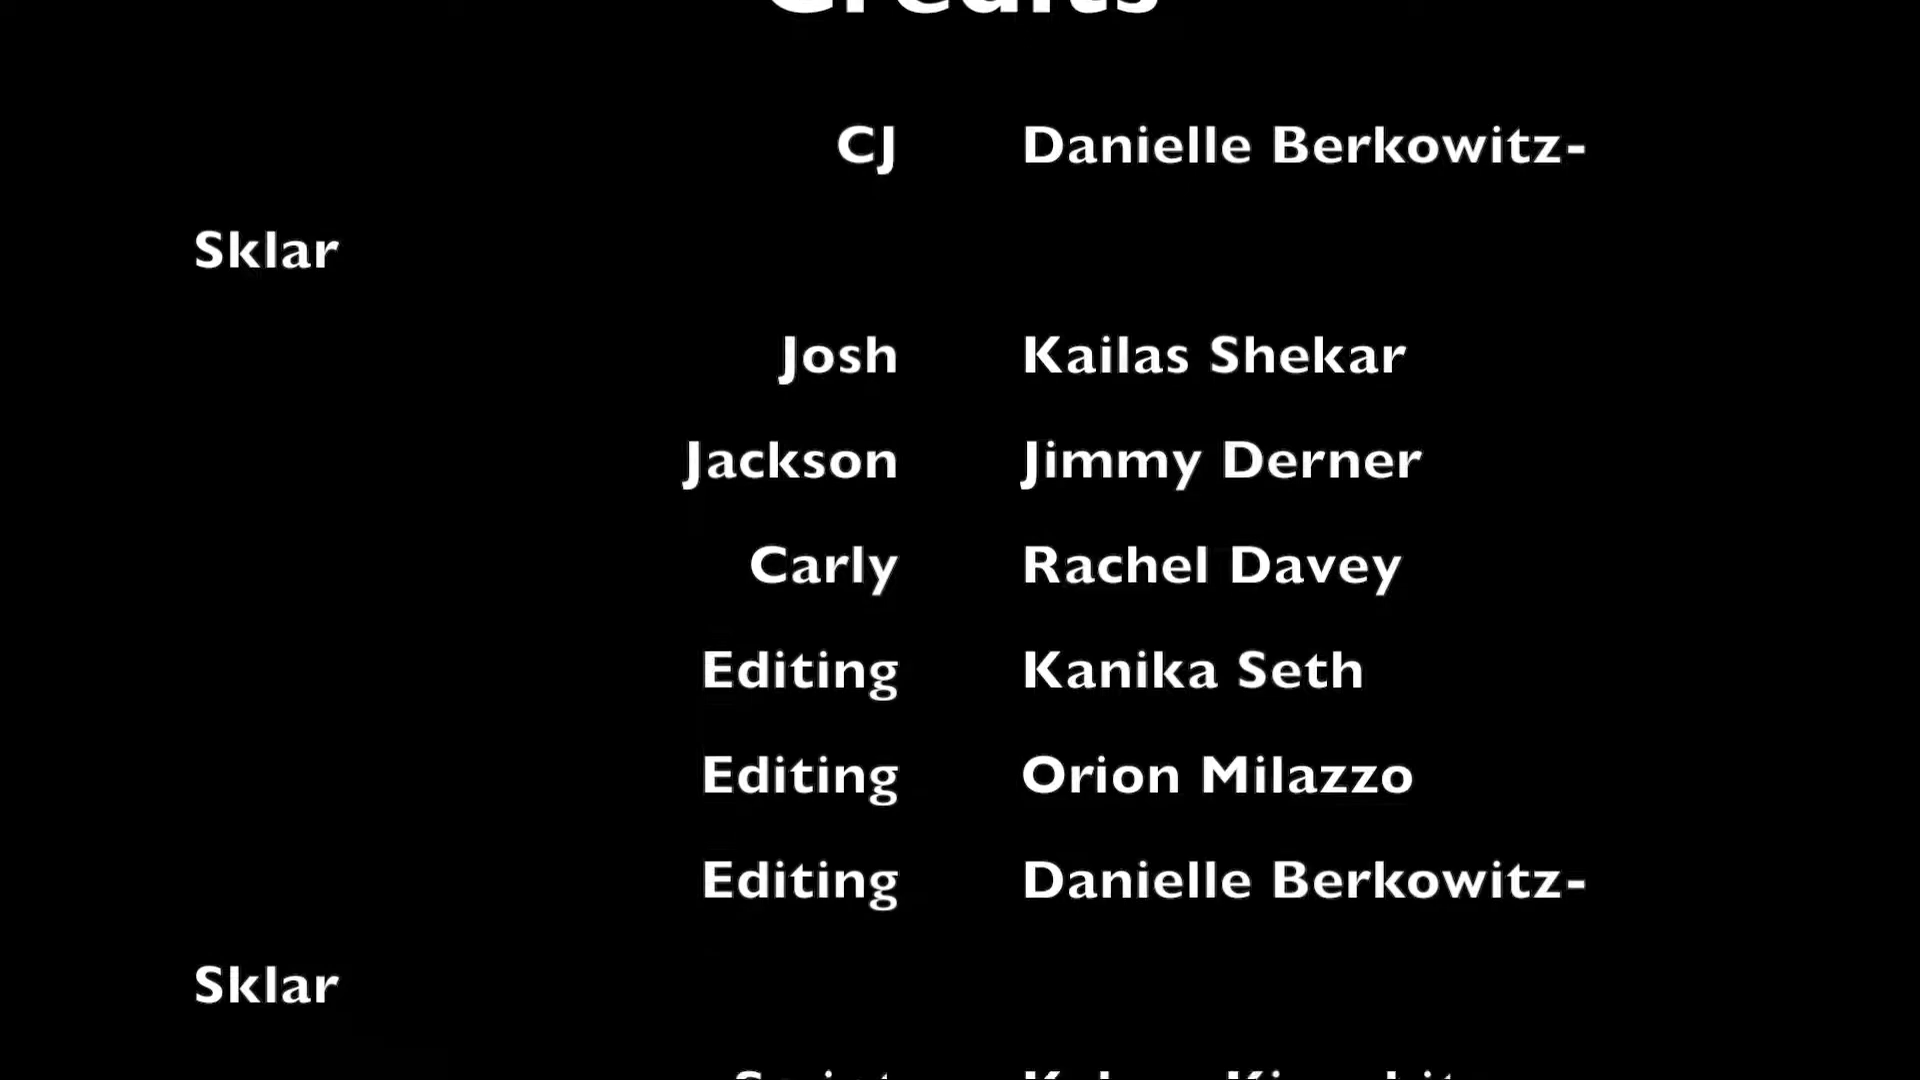 Credits
CJ Danielle Berkowitz-
Sklar
Josh Kailas Shekar
Jackson Jimmy Derner
Carly Rachel Davey
Editing Kanika Seth
Editing Orion Milazzo
Editing Danielle Berkowitz-
Sklar